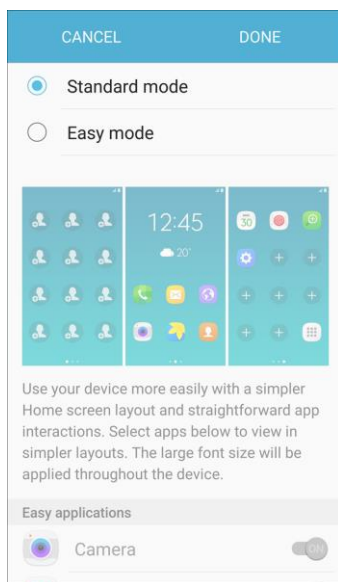 CANCEL DONE
Standard mode
Easy mode
12:45
20°
30
Use your device more easily with a simpler
Home screen layout and straightforward app
interactions. Select apps below to view in
simpler layouts. The large font size will be
applied throughout the device.
Easy applications
Camera ON